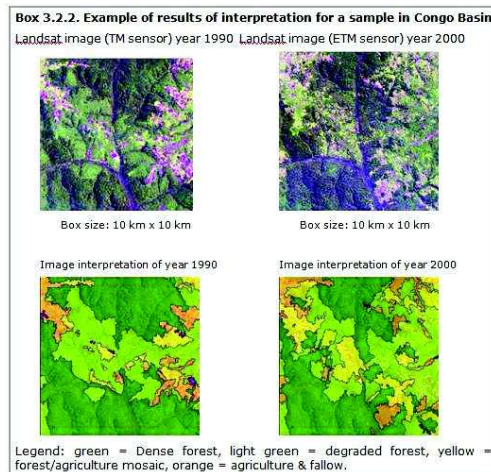 Box 3.2.2. Example of results of interpretation for a sample in Congo Basin
Landsat image (TM sensor) year 1990 Landsat image (ETM sensor) year 2000
Box size: 10 km x 10 km Box size: 10 km x 10 km
Image interpretation of year 1990 Image interpretation of year 2000
Legend: green = Dense forest, light green = degraded forest, yellow =
forest/agriculture mosaic, orange = agriculture & fallow.